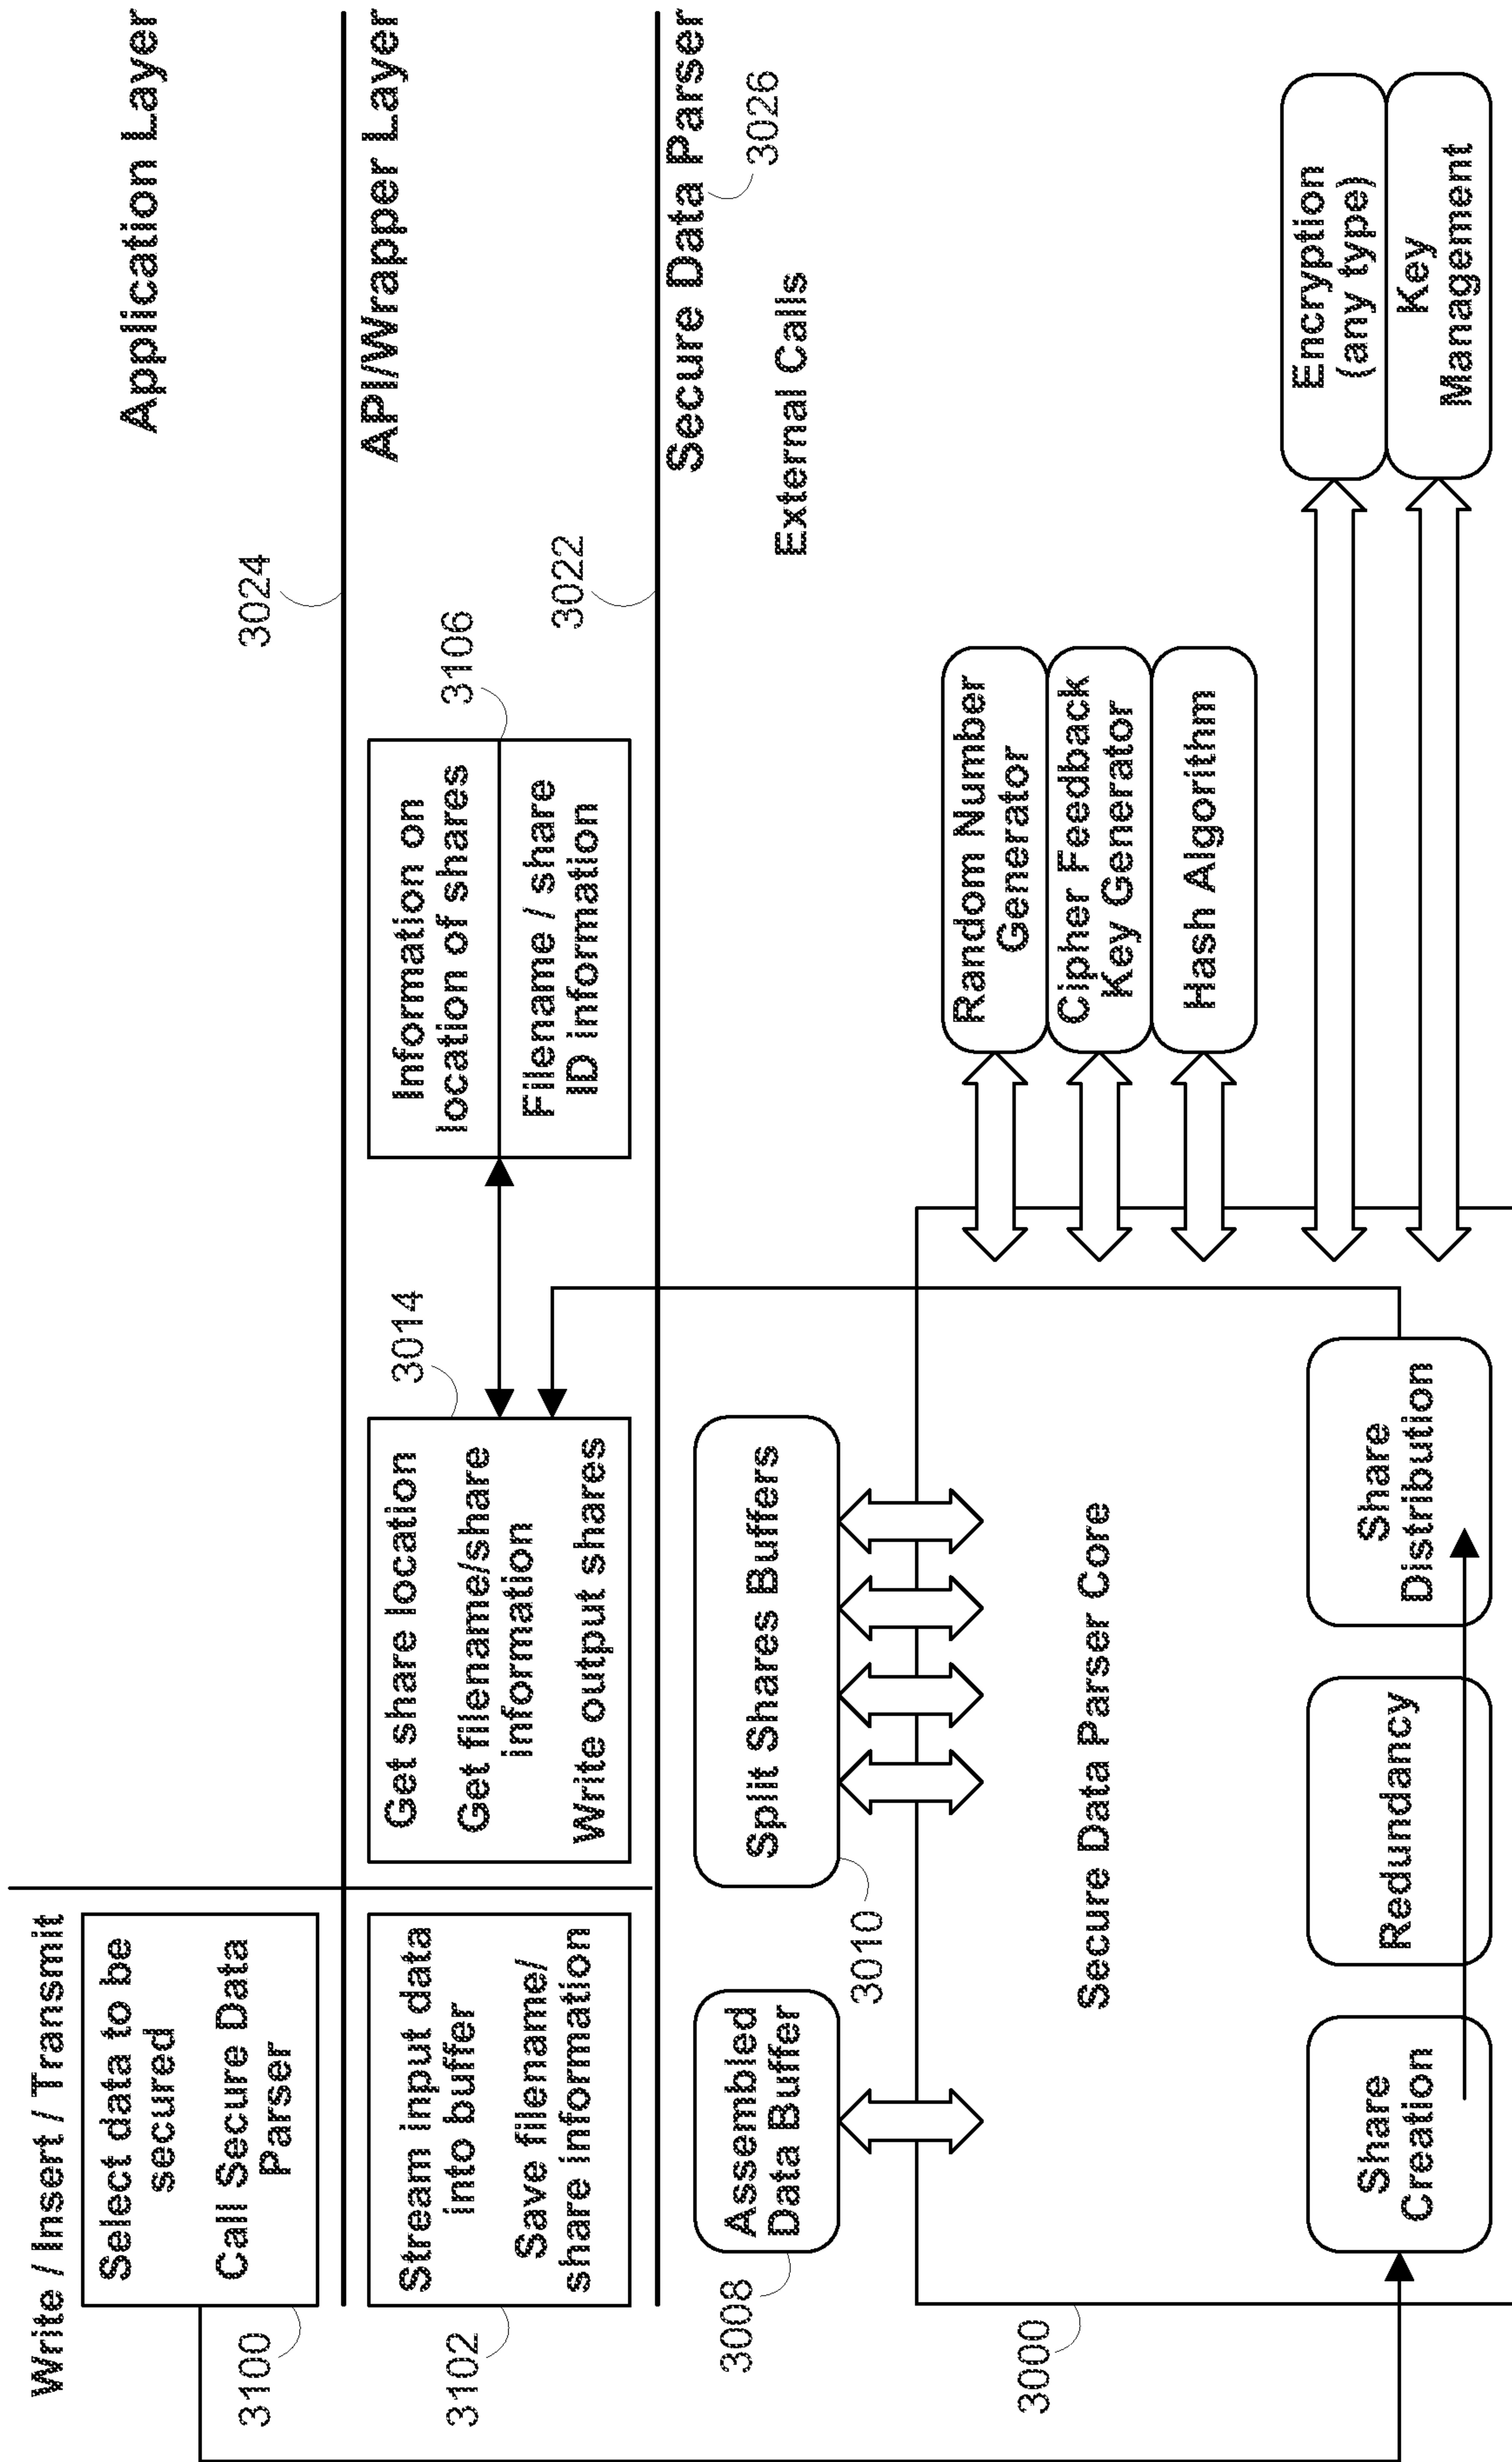 Write / Insert / Transmit
Application Layer
Select data to be
secured
Call Secure Data
Parser
3100
3024
API/Wrapper Layer
Stream input data
into buffer
Save filename/
share information
3102
Get share location
Get filename/share
information
Write output shares
3014
Information on
location of shares
Filename / share
ID information
3106
3022
Secure Data Parser
3026
External Calls
Assembled
Data Buffer
3008
Split Shares Buffers
3010
3000
Secure Data Parser Core
Random Number
Generator
Cipher Feedback
Key Generator
Hash Algorithm
Share
Creation
Redundancy
Share
Distribution
Encryption
(any type)
Key
Management